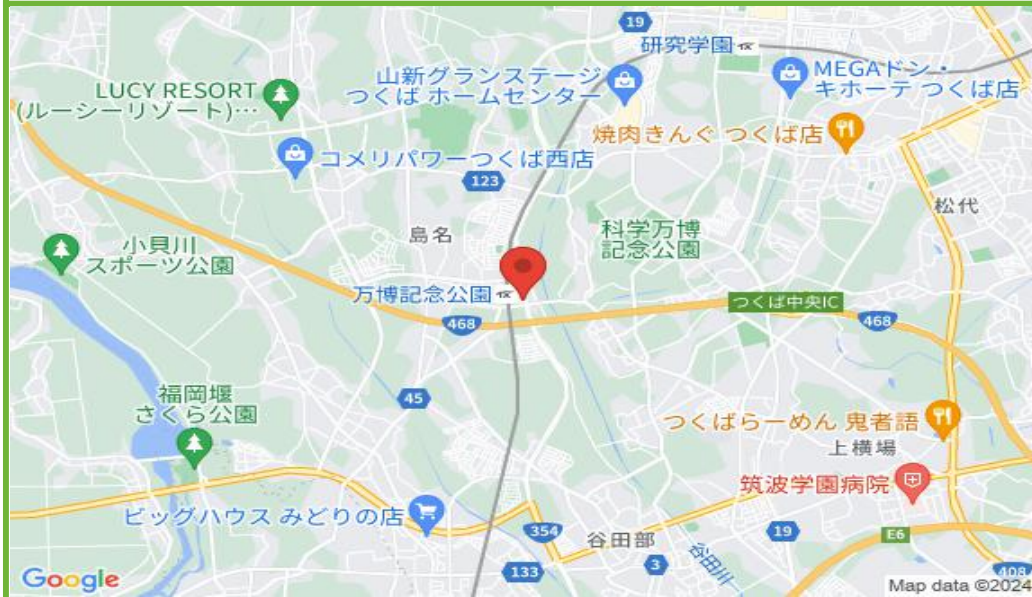 19
研究学園
LUCY RESORT
(ルーシーリゾート)…
山新グランステージ
つくば ホームセンター
MEGAドン・
キホーテ つくば店
焼肉きんぐ つくば店
コメリパワーつくば西店
123
松代
島名
科学万博
記念公園
小貝川
スポーツ公園
万博記念公園
つくば中央IC
468
468
45
福岡堰
さくら公園
つくばらーめん 鬼者語
上横場
筑波学園病院
ビッグハウス みどりの店
354
谷田部
19
E6
133
3
谷田川
408
Google
Map data ©2024